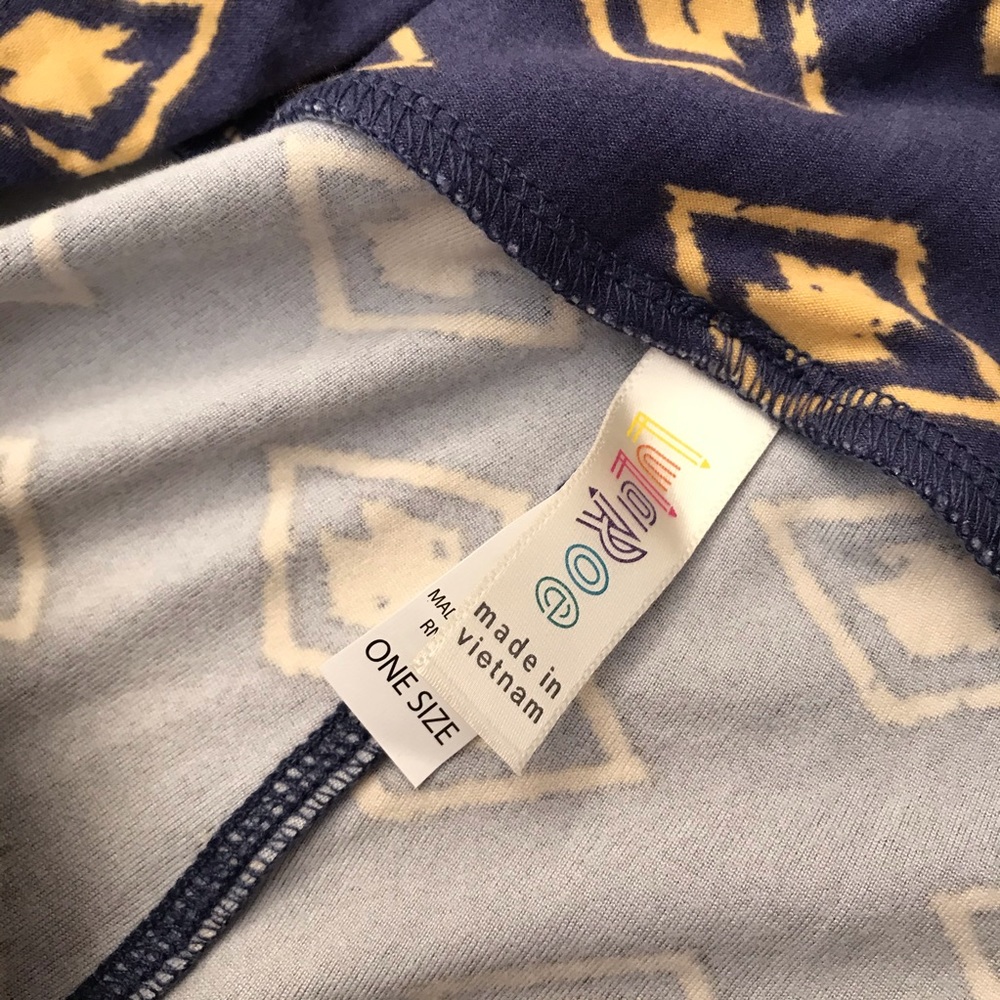 LuLaRoe
made in
vietnam
ONE SIZE